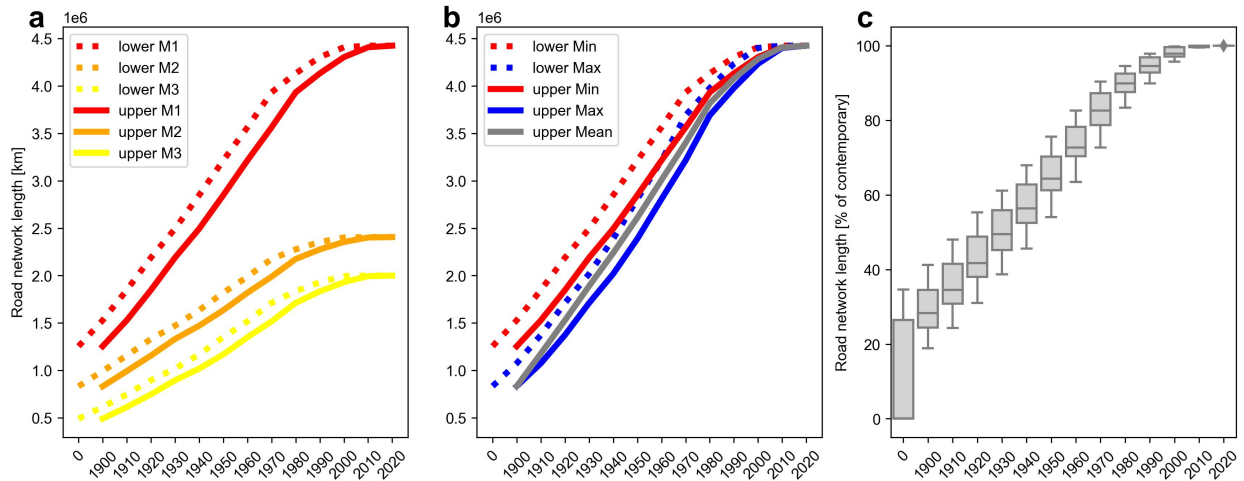 a
1e6
Road network length [km]
4.5
4.0
3.5
3.0
2.5
2.0
1.5
1.0
0.5
lower M1
lower M2
lower M3
upper M1
upper M2
upper M3
0 1900 1910 1920 1930 1940 1950 1960 1970 1980 1990 2000 2010 2020
b
1e6
4.5
4.0
3.5
3.0
2.5
2.0
1.5
1.0
0.5
lower Min
lower Max
upper Min
upper Max
upper Mean
0 1900 1910 1920 1930 1940 1950 1960 1970 1980 1990 2000 2010 2020
c
Road network length [% of contemporary]
100
80
60
40
20
0
0 1900 1910 1920 1930 1940 1950 1960 1970 1980 1990 2000 2010 2020